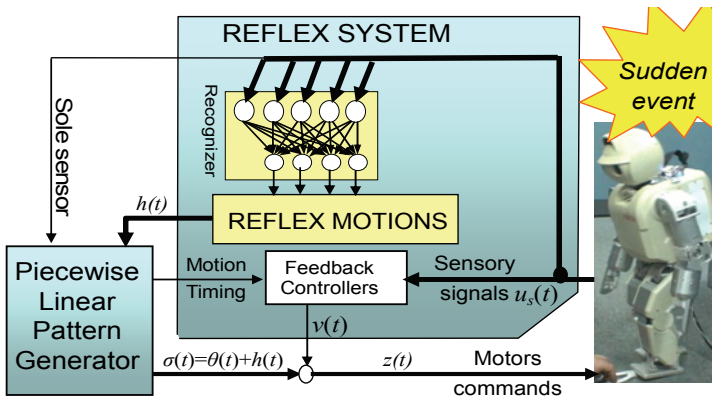 REFLEX SYSTEM
Sudden
event
Sole sensor
Recognizer
h(t)
REFLEX MOTIONS
Piecewise
Linear
Pattern
Generator
Motion
Timing
Feedback
Controllers
Sensory
signals u_s(t)
v(t)
σ(t)=θ(t)+h(t)
z(t)
Motors
commands